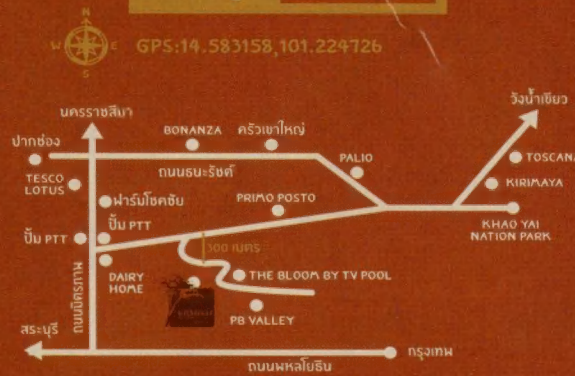 N
W E
S
GPS:14.583158,101.224726
นครราชสีมา
วังน้ำเขียว
ปากช่อง
BONANZA
ครัวเขาใหญ่
ถนนธนะรัชต์
PALIO
TOSCANA
TESCO
LOTUS
KIRIMAYA
ฟาร์มโชคชัย
PRIMO POSTO
ปั๊ม PTT
ปั๊ม PTT
KHAO YAI
NATIONAL PARK
300 เมตร
DAIRY
HOME
THE BLOOM BY TV POOL
ถนนมิตรภาพ
PB VALLEY
สระบุรี
กรุงเทพ
ถนนพหลโยธิน